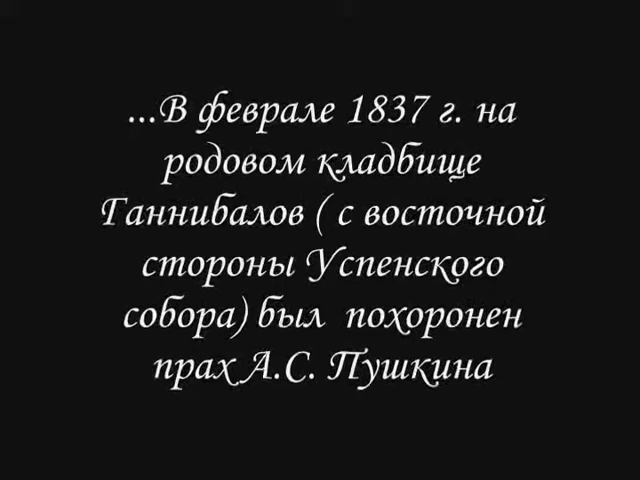 ...В феврале 1837 г. на
родовом кладбище
Ганнибалов ( с восточной
стороны Успенского
собора) был похоронен
прах А.С. Пушкина